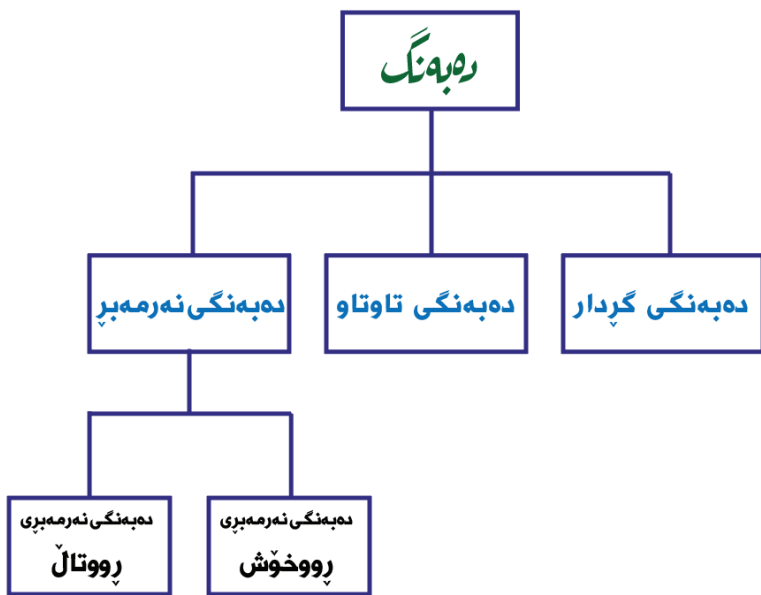 دەبەنگ
دەبەنگی گڕدار
دەبەنگی تاوتاو
دەبەنگی نەرمەبڕ
دەبەنگی نەرمەبڕی
ڕووخۆش
دەبەنگی نەرمەبڕی
ڕووتاڵ